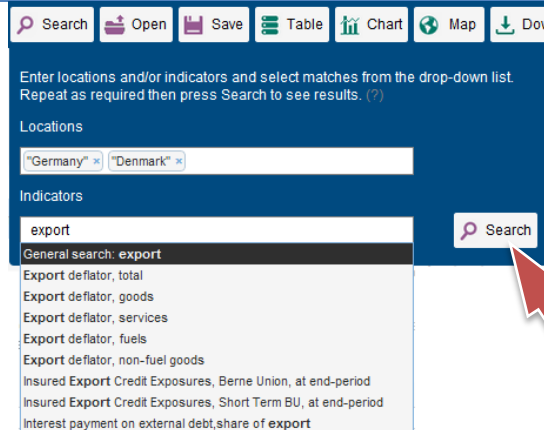 Search Open Save Table Chart Map
Enter locations and/or indicators and select matches from the drop-down list.
Repeat as required then press Search to see results. (?)
Locations
"Germany" × "Denmark" ×
Indicators
export
Search
General search: export
Export deflator, total
Export deflator, goods
Export deflator, services
Export deflator, fuels
Export deflator, non-fuel goods
Insured Export Credit Exposures, Berne Union, at end-period
Insured Export Credit Exposures, Short Term BU, at end-period
Interest payment on external debt,share of export